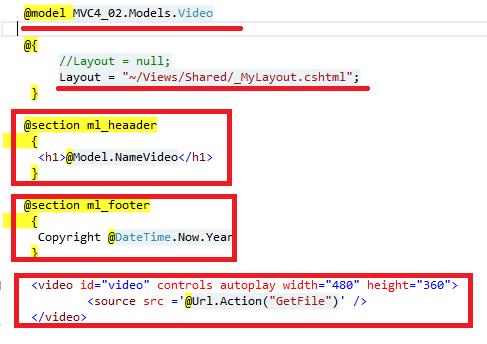 @model MVC4_02.Models.Video
@{
//Layout = null;
Layout = "~/Views/Shared/_MyLayout.cshtml";
}
@section ml_heaader
{
<h1>@Model.NameVideo</h1>
}
@section ml_footer
{
Copyright @DateTime.Now.Year
}
<video id="video" controls autoplay width="480" height="360">
<source src ='@Url.Action("GetFile")' />
</video>